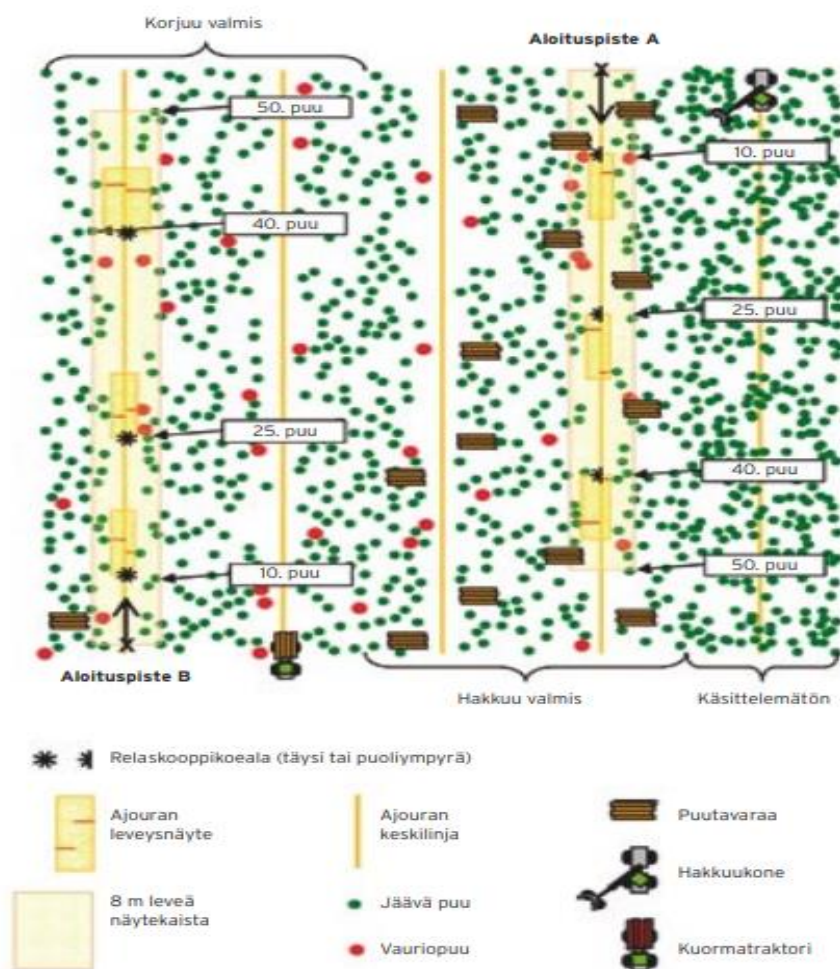 Korjuu valmis
Aloituspiste A
50. puu
10. puu
40. puu
25. puu
25. puu
40. puu
10. puu
50. puu
Aloituspiste B
Hakkuu valmis
Käsittelemätön
Relaskooppikoeala (täysi tai puoliympyrä)
Ajouran
leveysnäyte
Ajouran
keskilinja
Puutavaraa
Hakkuukone
8 m leveä
näytekaista
Jäävä puu
Vauriopuu
Kuormatraktori